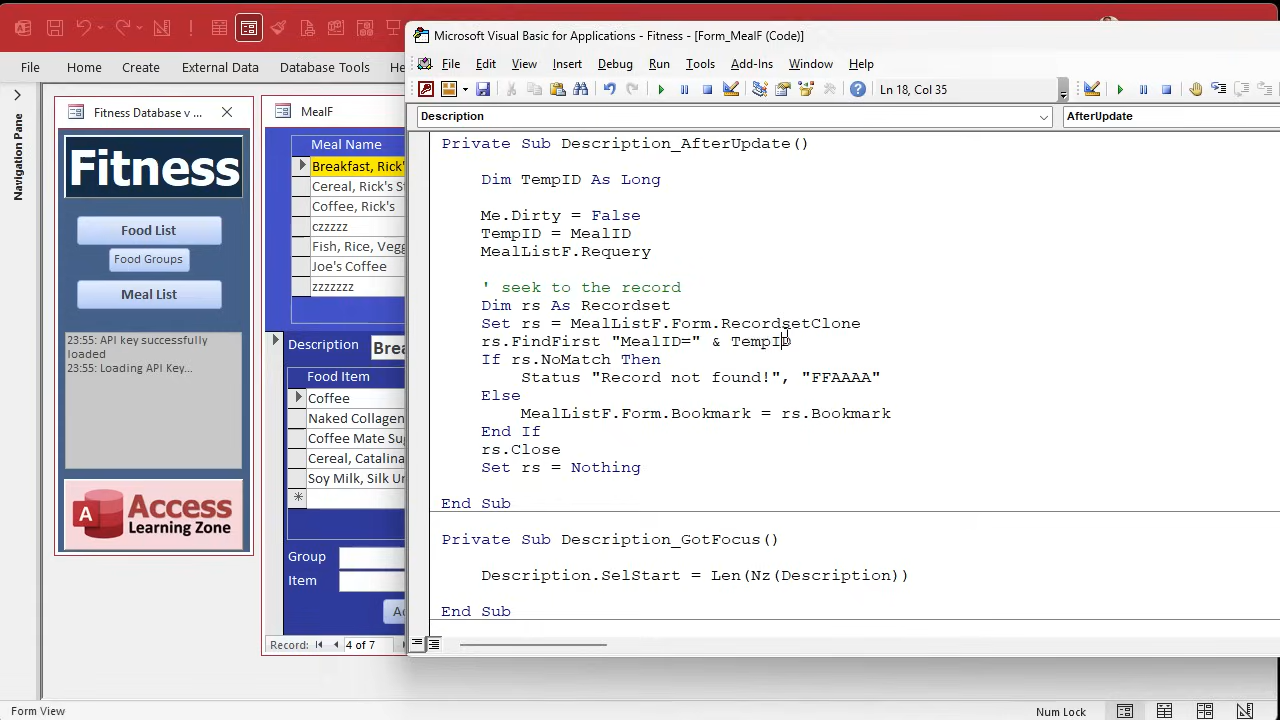 File Home Create External Data Database Tools
Navigation Pane
Fitness Database v ...
Fitness
Food List
Food Groups
Meal List
23:55: API key successfully
loaded
23:55: Loading API Key...
A Access
Learning Zone
MealF
Meal Name
Breakfast, Rick'
Cereal, Rick's S
Coffee, Rick's
czzzzz
Fish, Rice, Vegg
Joe's Coffee
zzzzzzz
Description
Food Item
Coffee
Naked Collagen
Coffee Mate Su
Cereal, Catalina
Soy Milk, Silk Un
Group
Item
Record: 4 of 7
Microsoft Visual Basic for Applications - Fitness - [Form_MealF (Code)]
File Edit View Insert Debug Run Tools Add-Ins Window Help
Ln 18, Col 35
Description AfterUpdate
Private Sub Description_AfterUpdate()
Dim TempID As Long
Me.Dirty = False
TempID = MealID
MealListF.Requery
' seek to the record
Dim rs As Recordset
Set rs = MealListF.Form.RecordsetClone
rs.FindFirst "MealID=" & TempID
If rs.NoMatch Then
Status "Record not found!", "FFAAAA"
Else
MealListF.Form.Bookmark = rs.Bookmark
End If
rs.Close
Set rs = Nothing
End Sub
Private Sub Description_GotFocus()
Description.SelStart = Len(Nz(Description))
End Sub
Form View
Num Lock